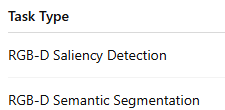 Task Type
RGB-D Saliency Detection
RGB-D Semantic Segmentation